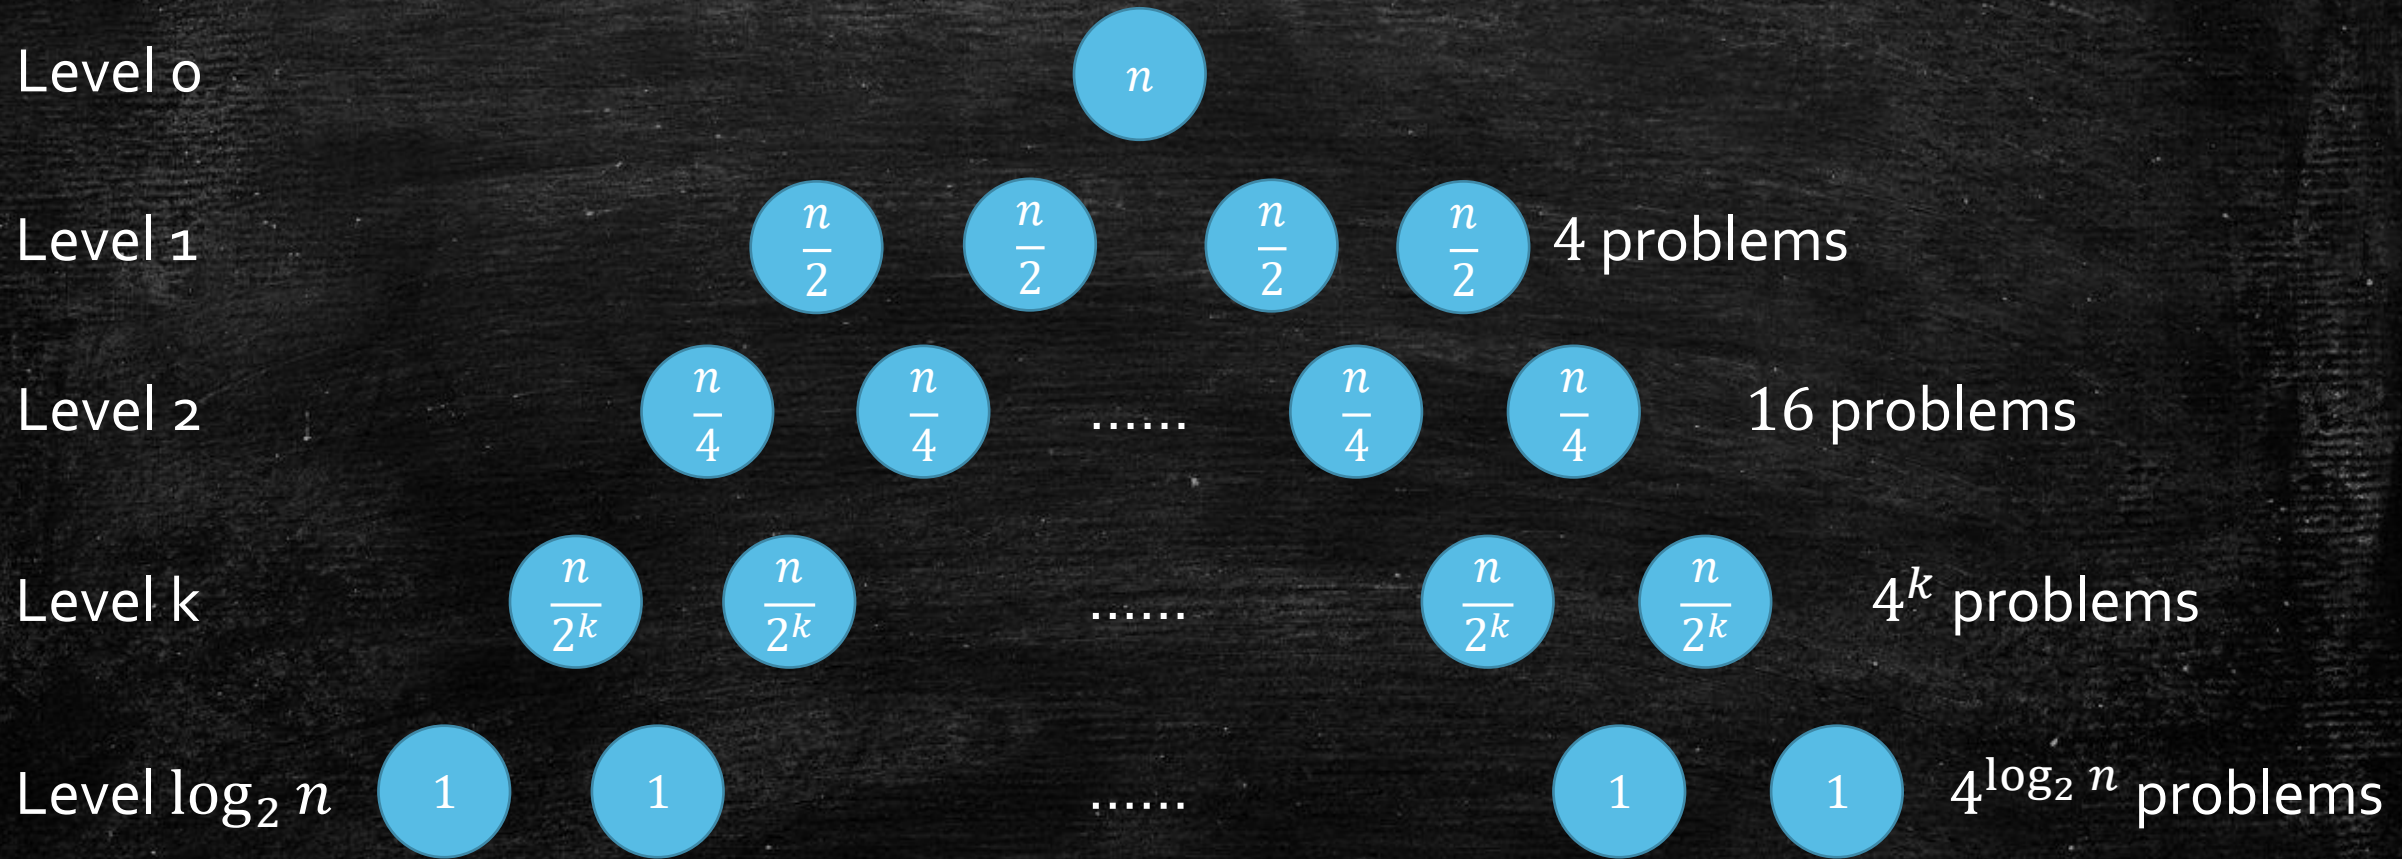 Level 0 n
Level 1 n/2 n/2 n/2 n/2 4 problems
Level 2 n/4 n/4 ...... n/4 n/4 16 problems
Level k n/2^k n/2^k ...... n/2^k n/2^k 4^k problems
Level log₂ n 1 1 ...... 1 1 4^(log₂ n) problems